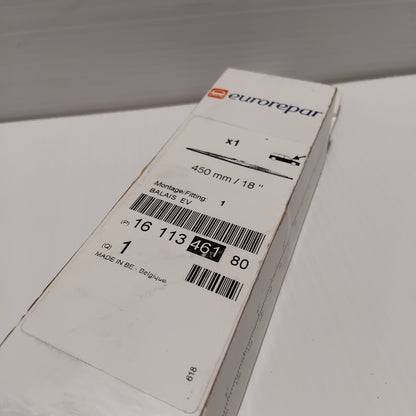 eurorepar
x1
450 mm / 18 "
Montage/Fitting: 1
BALAIS EV
(P) 16 113 461 80
(Q) 1
MADE IN BE - Belgique
618